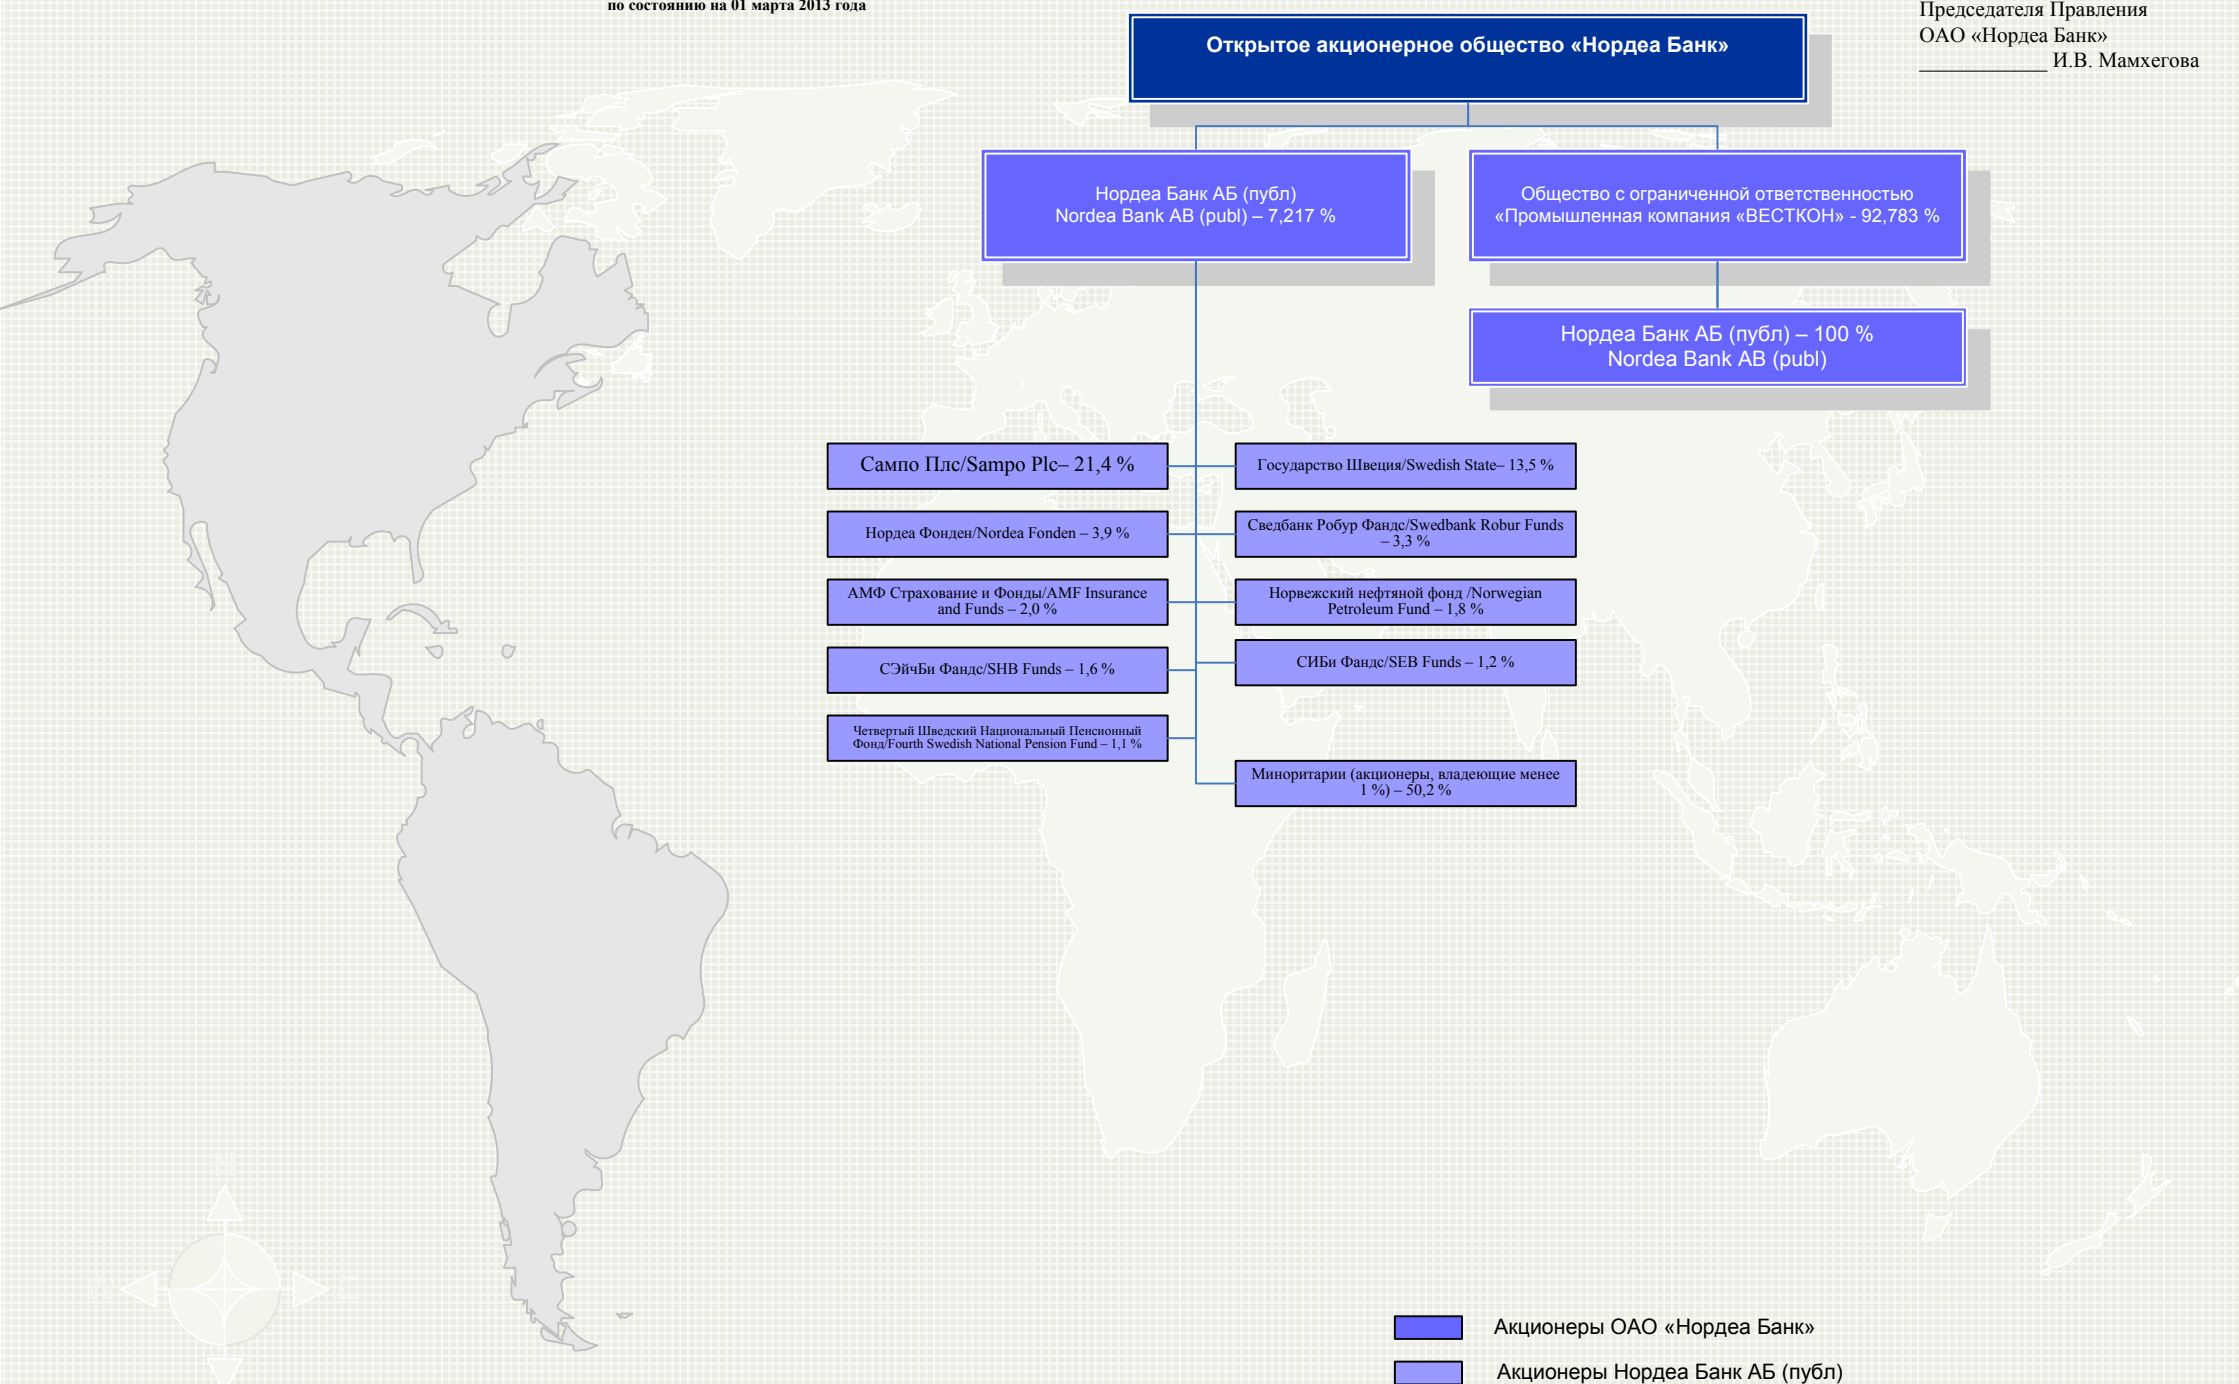 по состоянию на 01 марта 2013 года
Председателя Правления
ОАО «Нордеа Банк»
____________ И.В. Мамхегова
Открытое акционерное общество «Нордеа Банк»
Нордеа Банк АБ (публ)
Nordea Bank AB (publ) – 7,217 %
Общество с ограниченной ответственностью
«Промышленная компания «ВЕСТКОН» - 92,783 %
Нордеа Банк АБ (публ) – 100 %
Nordea Bank AB (publ)
Сампо Плс/Sampo Plc– 21,4 %
Государство Швеция/Swedish State– 13,5 %
Нордеа Фонден/Nordea Fonden – 3,9 %
Сведбанк Робур Фандс/Swedbank Robur Funds
– 3,3 %
АМФ Страхование и Фонды/AMF Insurance
and Funds – 2,0 %
Норвежский нефтяной фонд /Norwegian
Petroleum Fund – 1,8 %
СЭйчБи Фандс/SHB Funds – 1,6 %
СИБи Фандс/SEB Funds – 1,2 %
Четвертый Шведский Национальный Пенсионный
Фонд/Fourth Swedish National Pension Fund – 1,1 %
Миноритарии (акционеры, владеющие менее
1 %) – 50,2 %
Акционеры ОАО «Нордеа Банк»
Акционеры Нордеа Банк АБ (публ)